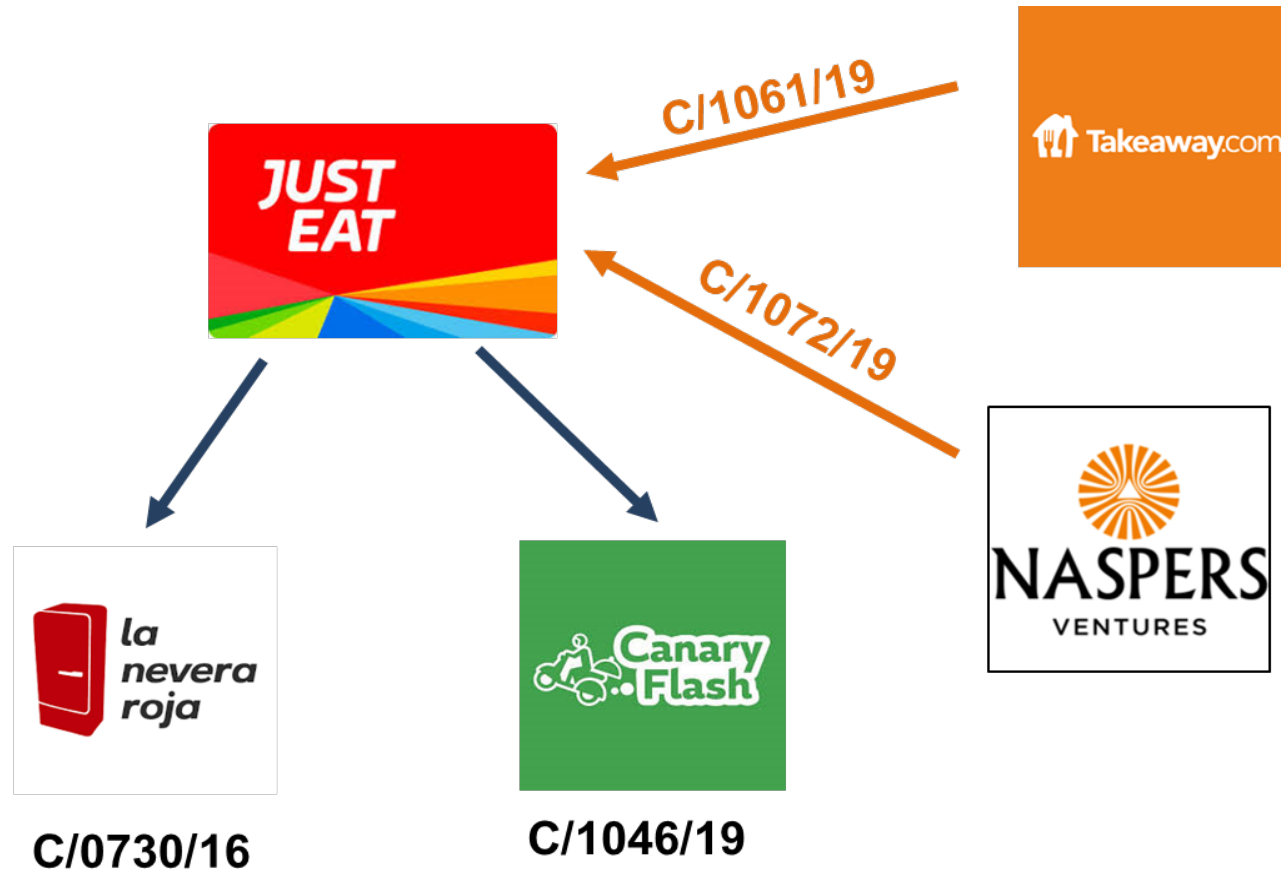 C/1061/19
Takeaway.com
JUST
EAT
C/1072/19
NASPERS
VENTURES
la
nevera
roja
Canary
Flash
C/0730/16
C/1046/19